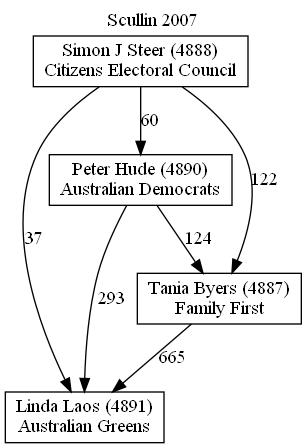 Scullin 2007
Simon J Steer (4888)
Citizens Electoral Council
60
Peter Hude (4890)
Australian Democrats
122
37
124
293
Tania Byers (4887)
Family First
665
Linda Laos (4891)
Australian Greens